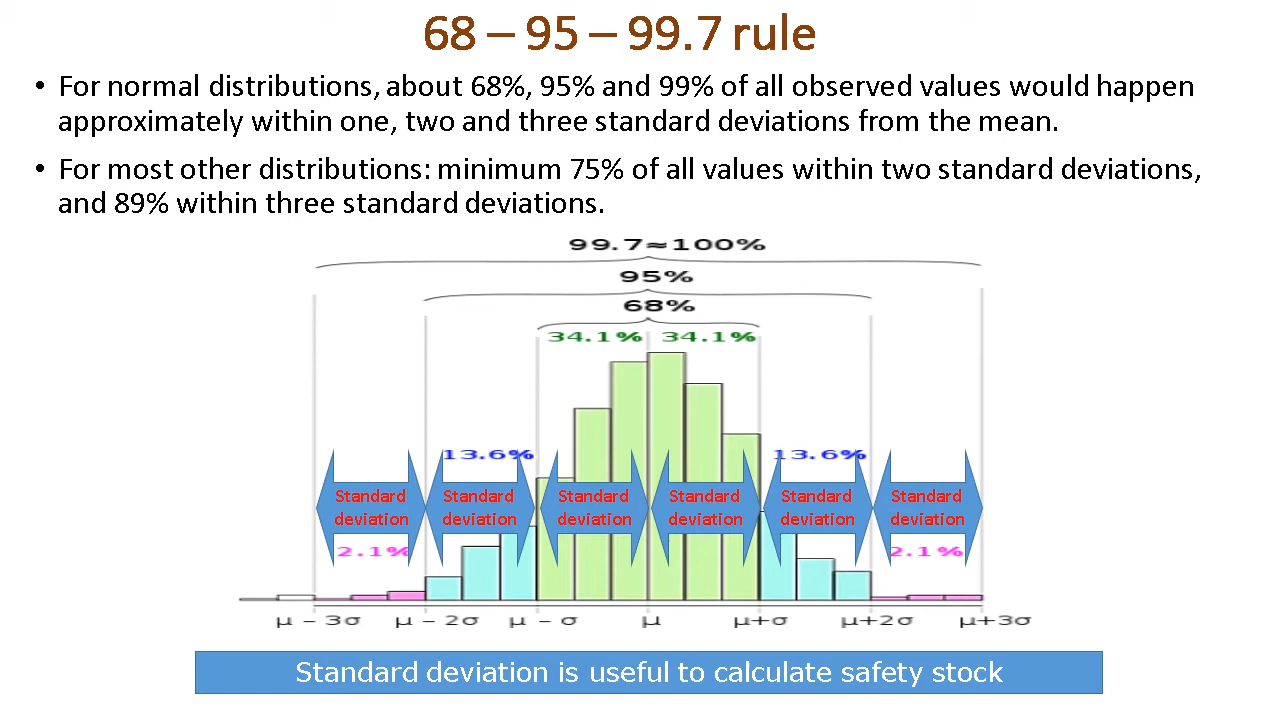 68 – 95 – 99.7 rule
• For normal distributions, about 68%, 95% and 99% of all observed values would happen
approximately within one, two and three standard deviations from the mean.
• For most other distributions: minimum 75% of all values within two standard deviations,
and 89% within three standard deviations.
99.7≈100%
95%
68%
34.1% 34.1%
13.6% 13.6%
Standard Standard Standard Standard Standard Standard
deviation deviation deviation deviation deviation deviation
2.1% 2.1%
μ – 3σ μ – 2σ μ – σ μ μ+σ μ+2σ μ+3σ
Standard deviation is useful to calculate safety stock